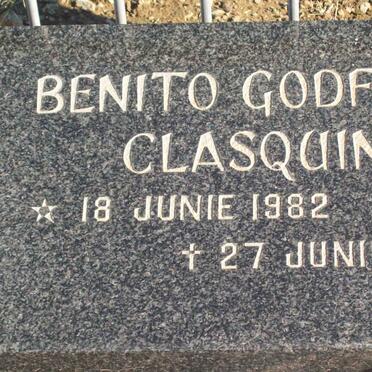 BENITO GODF
CLASQUIN
18 JUNIE 1982
27 JUNI